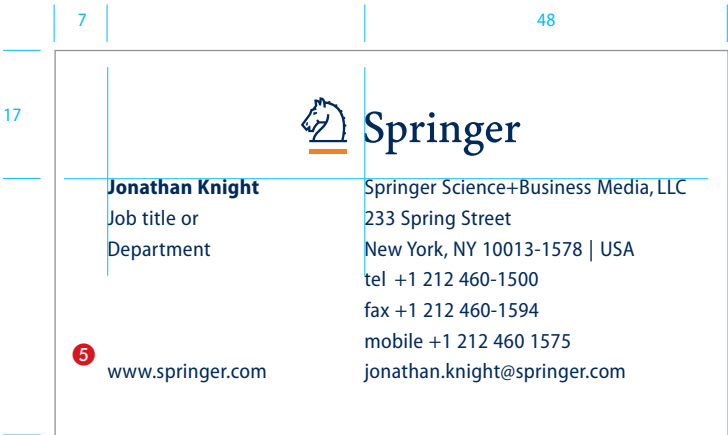 7 48
17
Springer
Jonathan Knight
Job title or
Department
Springer Science+Business Media, LLC
233 Spring Street
New York, NY 10013-1578 | USA
tel +1 212 460-1500
fax +1 212 460-1594
mobile +1 212 460 1575
5
www.springer.com
jonathan.knight@springer.com